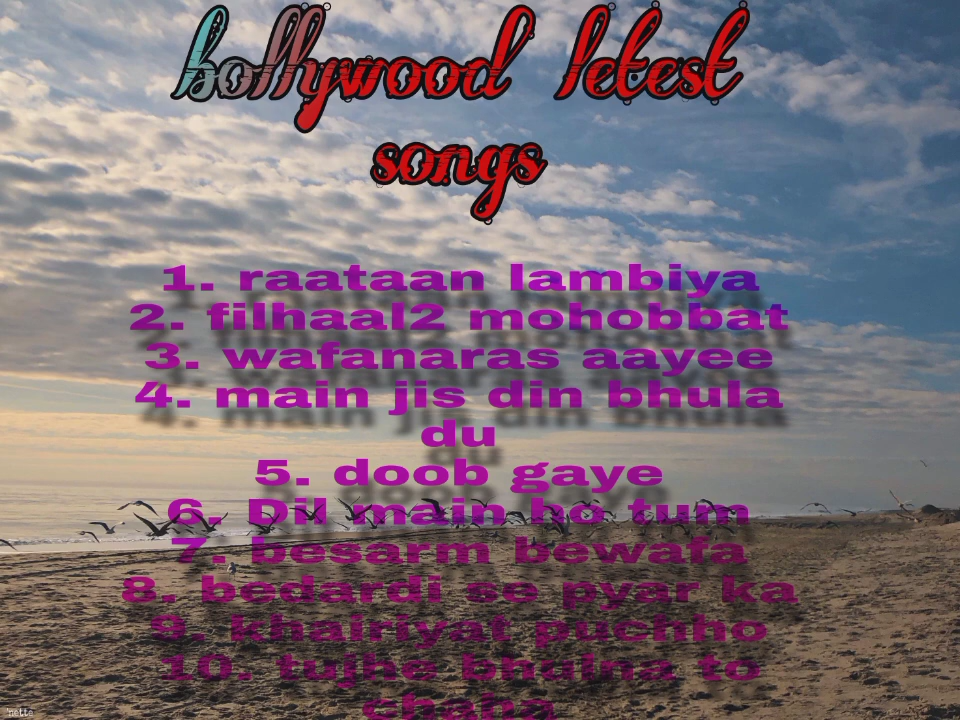 bollywood letest
songs
1. raataan lambiya
2. filhaal2 mohobbat
3. wafanaras aayee
4. main jis din bhula
du
5. doob gaye
6. Dil main ho tum
7. besarm bewafa
8. bedardi se pyar ka
9. khairiyat puchho
10. tujhe bhulna to
chaha
'nette